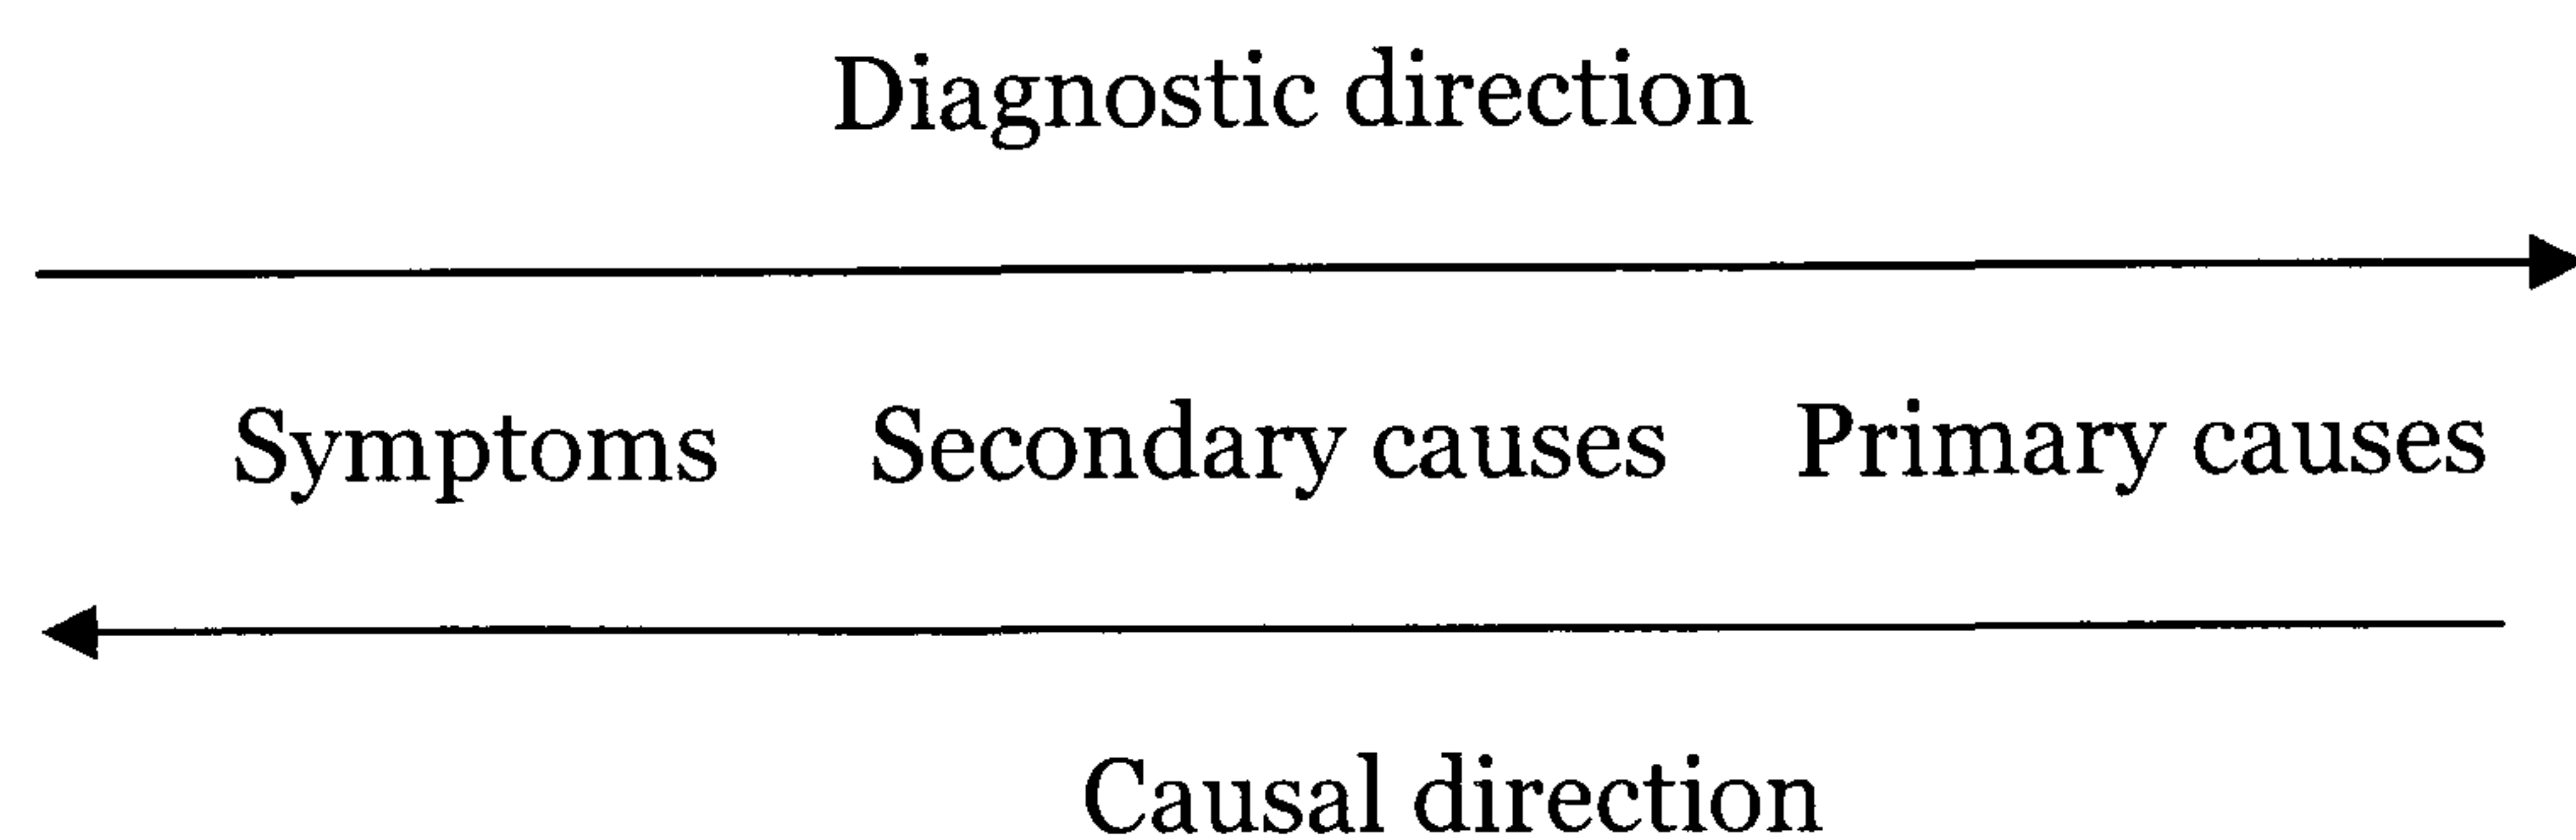 Diagnostic direction
Symptoms Secondary causes Primary causes
Causal direction